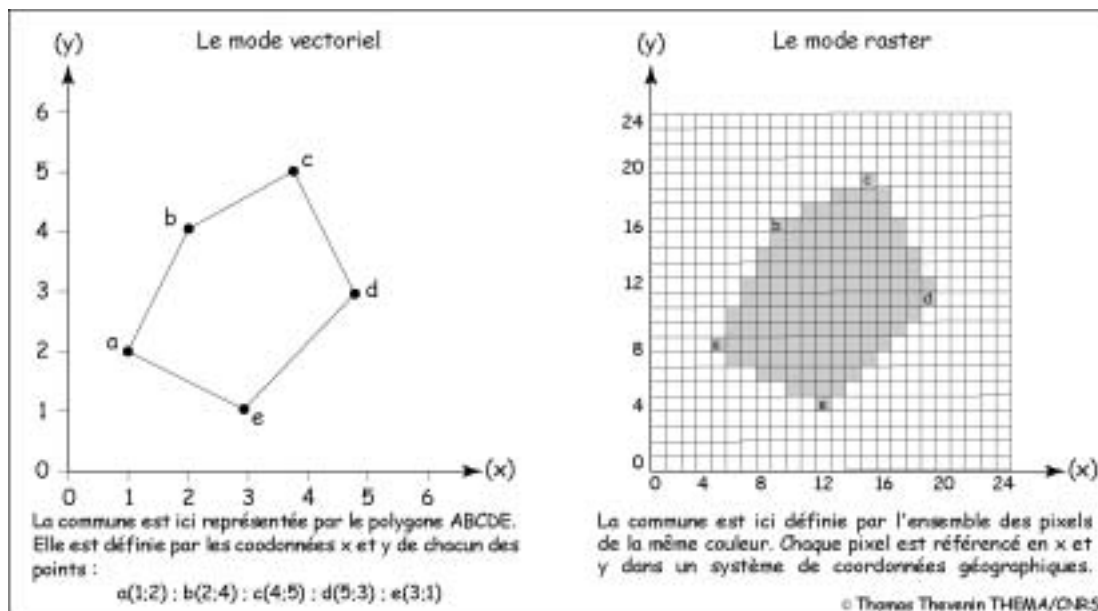 Le mode vectoriel
(y)
6
5
4
3
2
1
0
0 1 2 3 4 5 6
(x)
a
b
c
d
e
La commune est ici représentée par le polygone ABCDE.
Elle est définie par les coodonnées x et y de chacun des
points :
a(1;2) ; b(2;4) ; c(4;5) ; d(5;3) ; e(3;1)
Le mode raster
(y)
24
20
16
12
8
4
0
0 4 8 12 16 20 24
(x)
c
b
d
e
La commune est ici définie par l'ensemble des pixels
de la même couleur. Chaque pixel est référencé en x et
y dans un système de coordonnées géographiques.
© Thomas Thevenin THEMA/CNRS